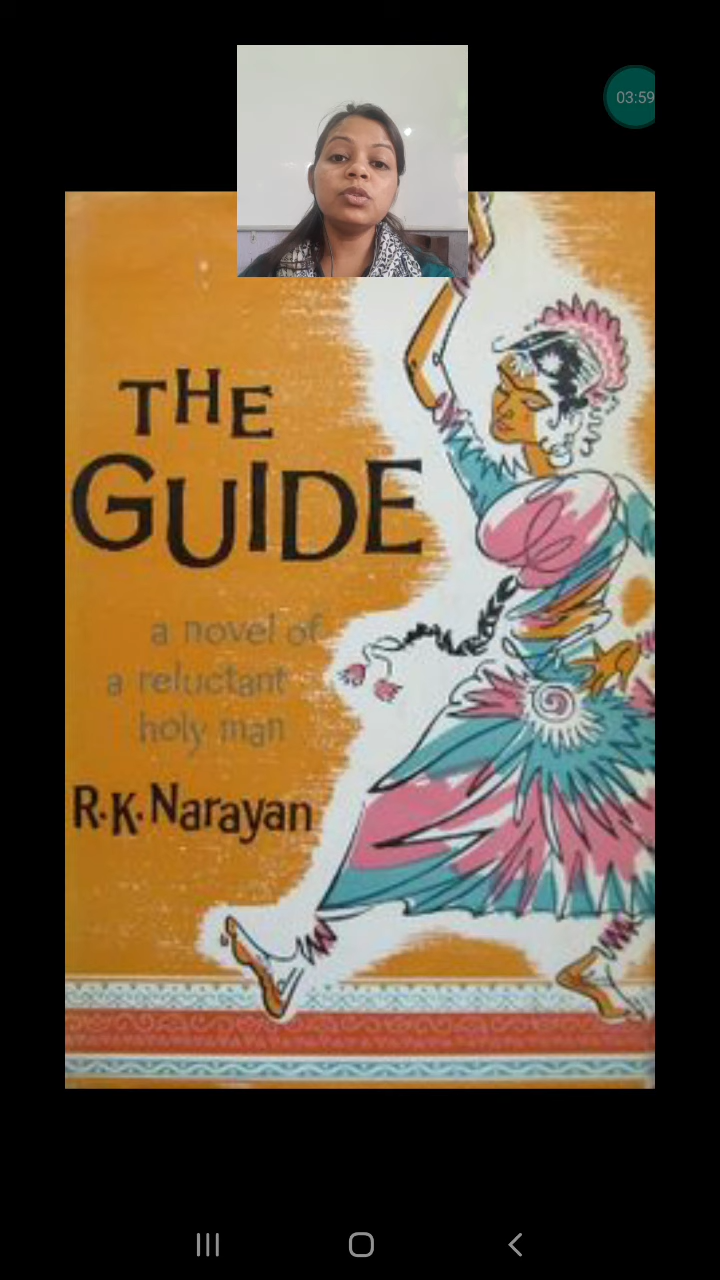 03:59
THE
GUIDE
a novel of
a reluctant
holy man
R.K. Narayan